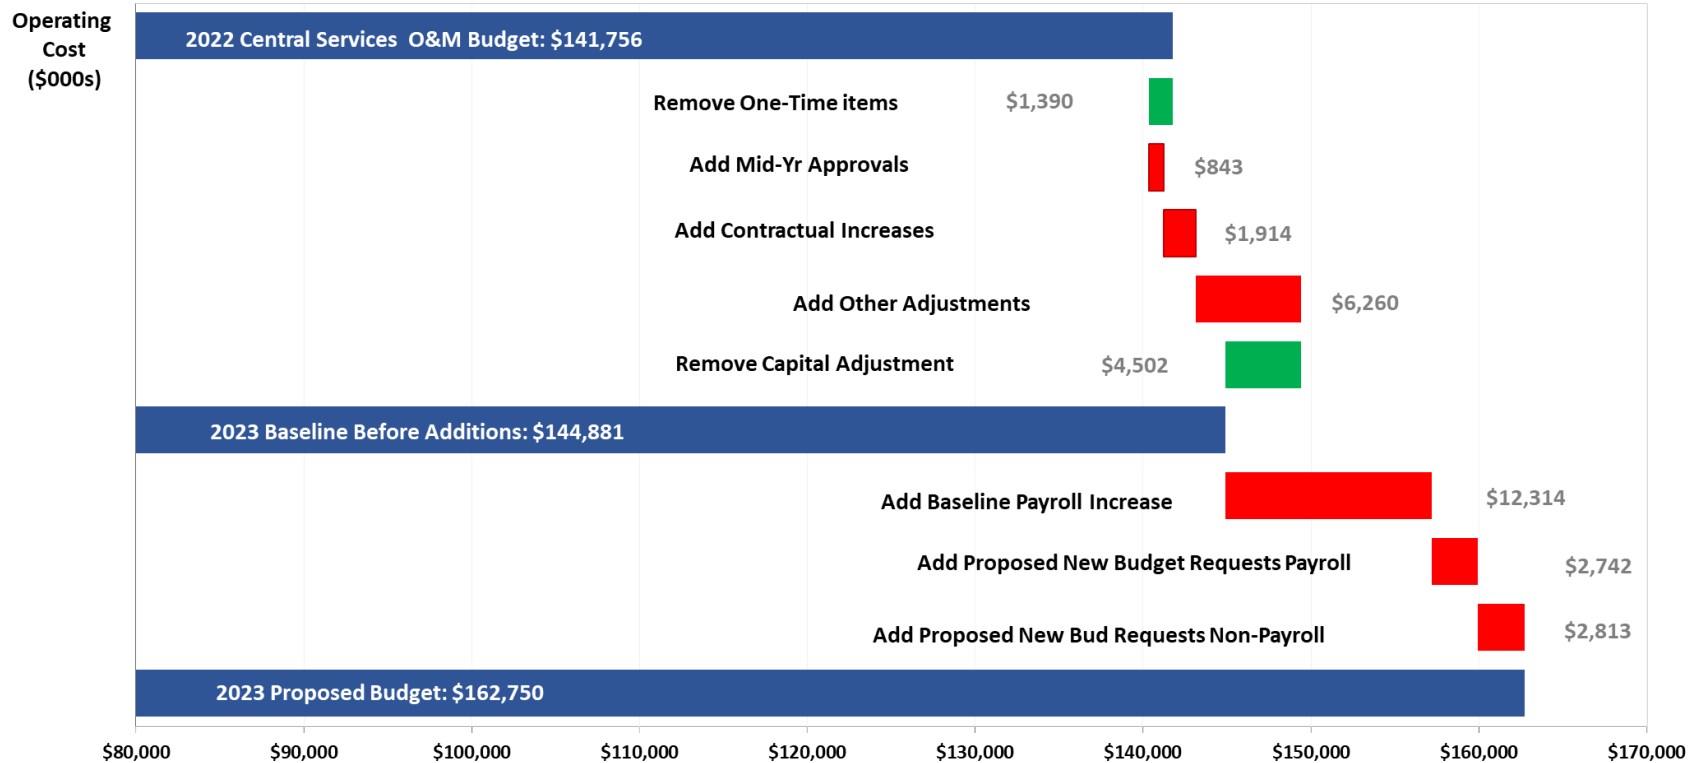 Operating
Cost
($000s)
2022 Central Services O&M Budget: $141,756
Remove One-Time items $1,390
Add Mid-Yr Approvals $843
Add Contractual Increases $1,914
Add Other Adjustments $6,260
Remove Capital Adjustment $4,502
2023 Baseline Before Additions: $144,881
Add Baseline Payroll Increase $12,314
Add Proposed New Budget Requests Payroll $2,742
Add Proposed New Bud Requests Non-Payroll $2,813
2023 Proposed Budget: $162,750
$80,000 $90,000 $100,000 $110,000 $120,000 $130,000 $140,000 $150,000 $160,000 $170,000